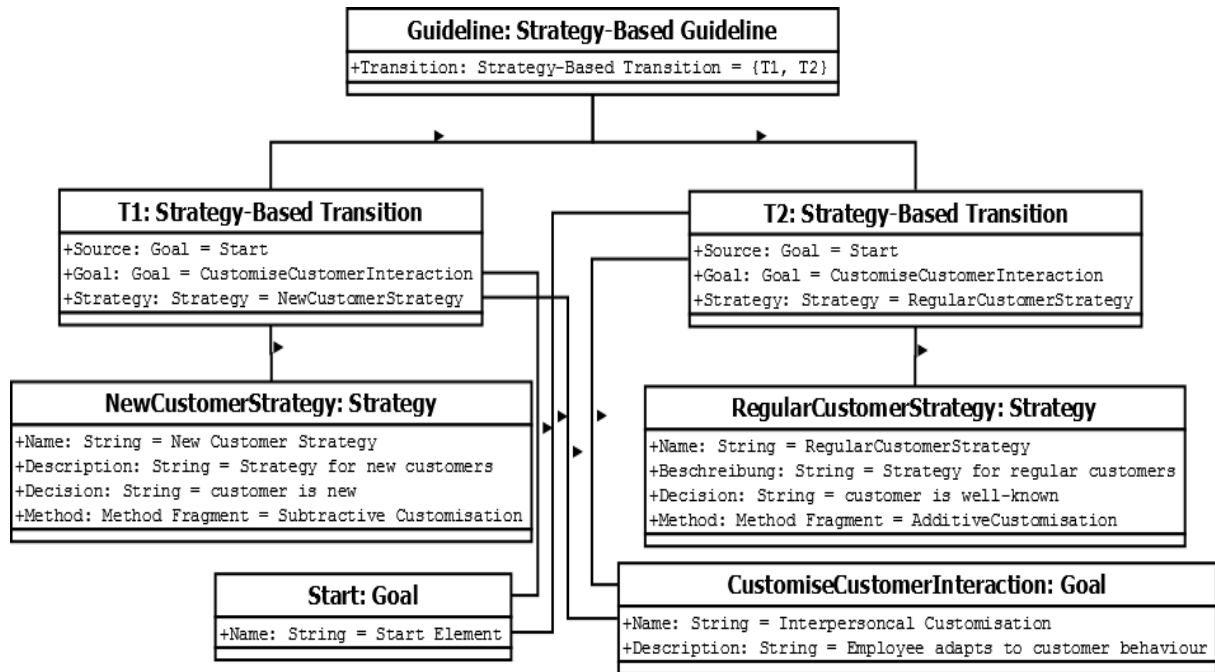 Guideline: Strategy-Based Guideline
+Transition: Strategy-Based Transition = {T1, T2}
T1: Strategy-Based Transition
+Source: Goal = Start
+Goal: Goal = CustomiseCustomerInteraction
+Strategy: Strategy = NewCustomerStrategy
T2: Strategy-Based Transition
+Source: Goal = Start
+Goal: Goal = CustomiseCustomerInteraction
+Strategy: Strategy = RegularCustomerStrategy
NewCustomerStrategy: Strategy
+Name: String = New Customer Strategy
+Description: String = Strategy for new customers
+Decision: String = customer is new
+Method: Method Fragment = Subtractive Customisation
RegularCustomerStrategy: Strategy
+Name: String = RegularCustomerStrategy
+Beschreibung: String = Strategy for regular customers
+Decision: String = customer is well-known
+Method: Method Fragment = AdditiveCustomisation
Start: Goal
+Name: String = Start Element
CustomiseCustomerInteraction: Goal
+Name: String = Interpersoncal Customisation
+Description: String = Employee adapts to customer behaviour